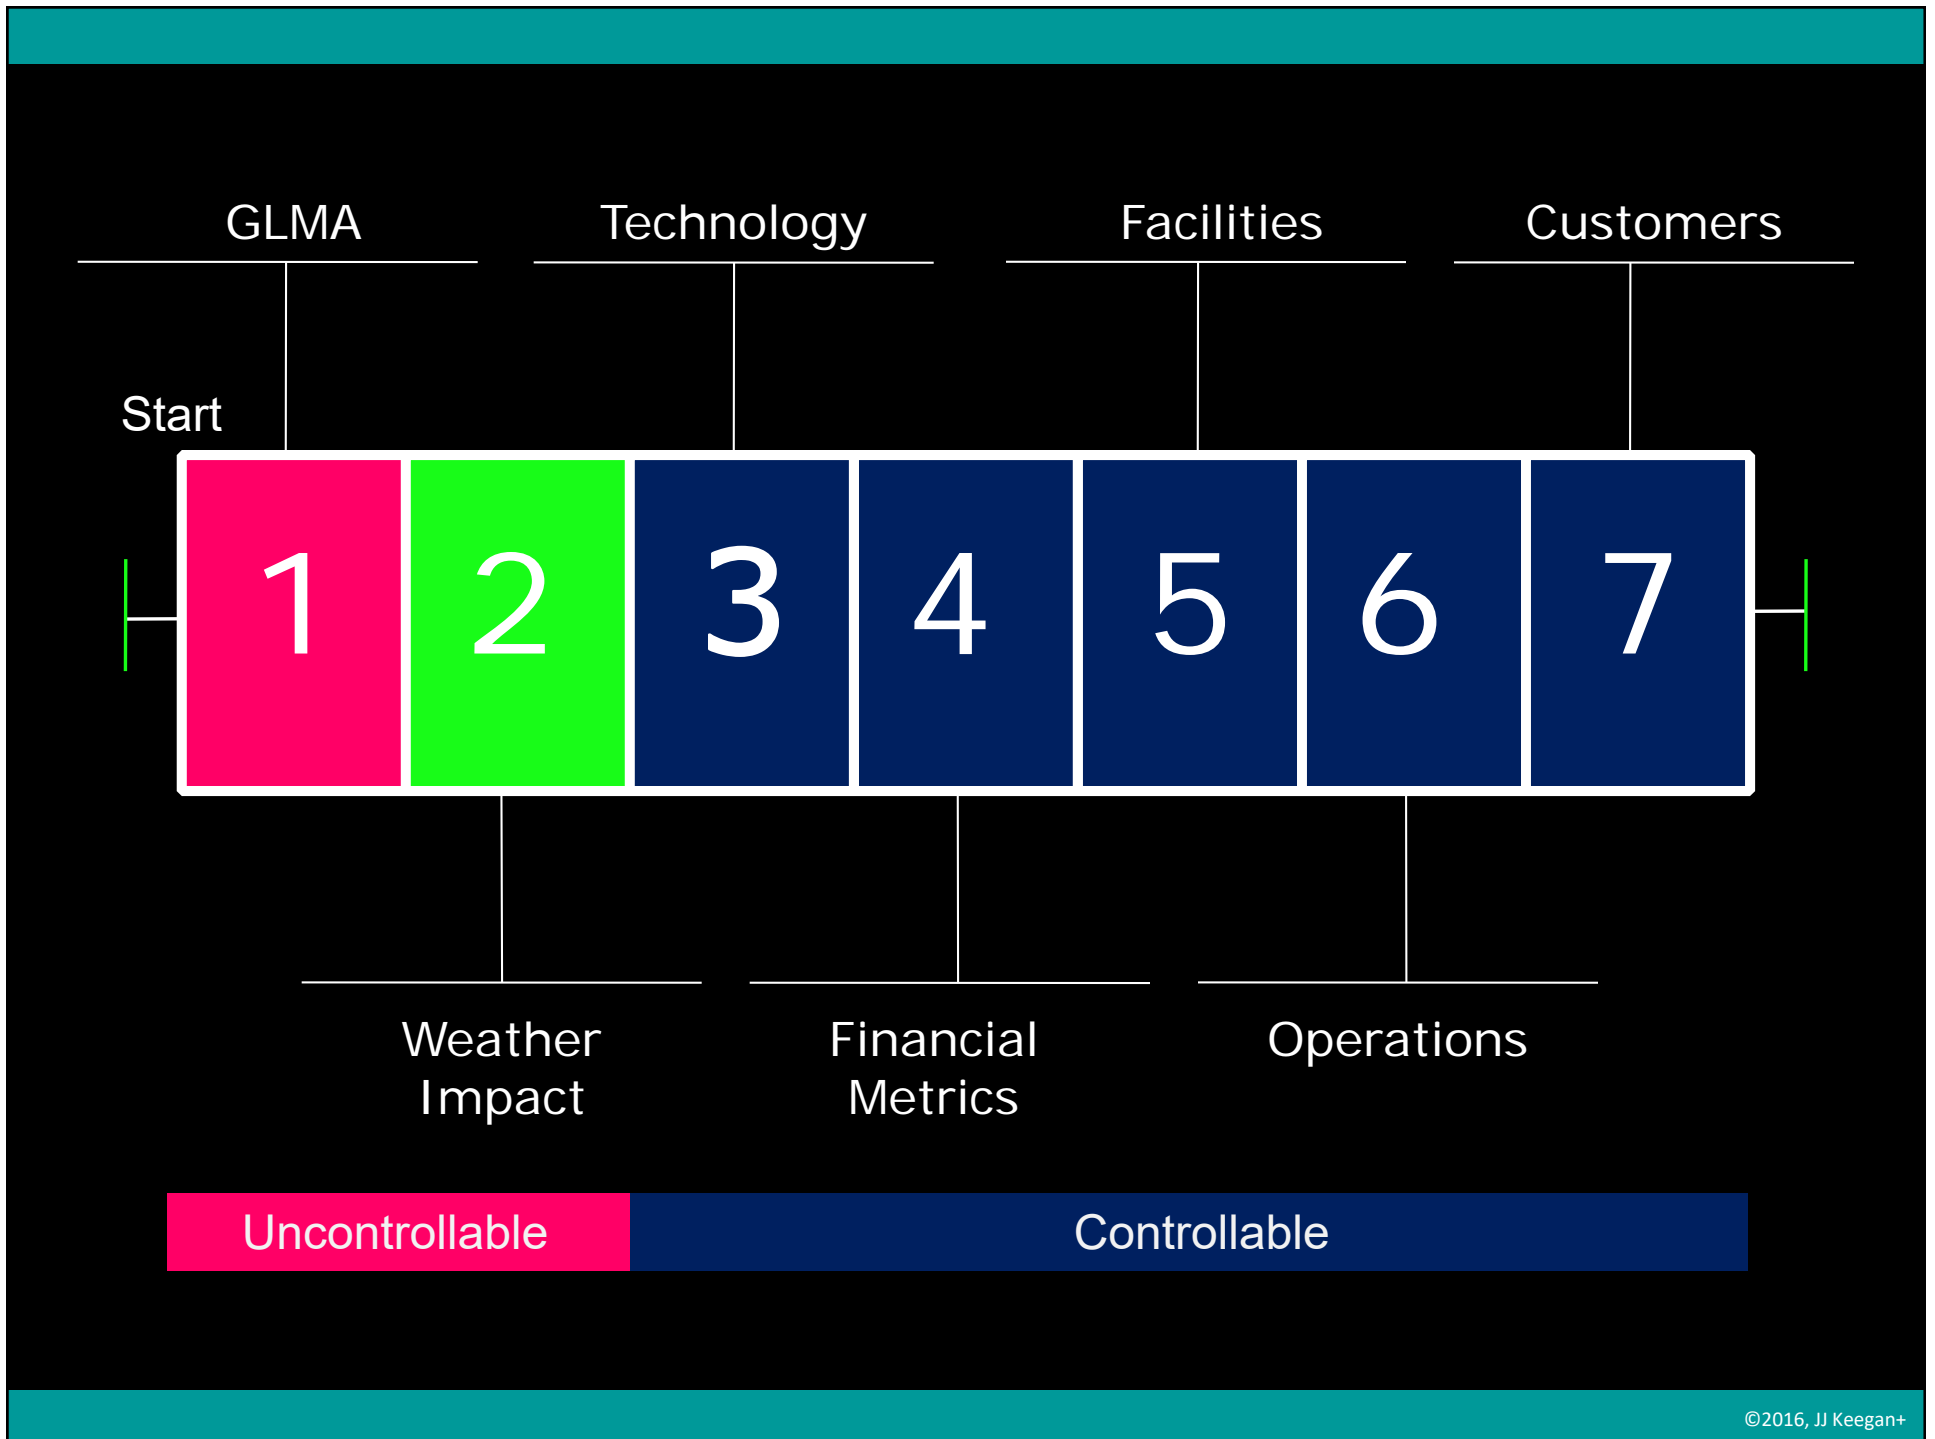 GLMA
Technology
Facilities
Customers
Start
1 2 3 4 5 6 7
Weather
Impact
Financial
Metrics
Operations
Uncontrollable
Controllable
©2016, JJ Keegan+